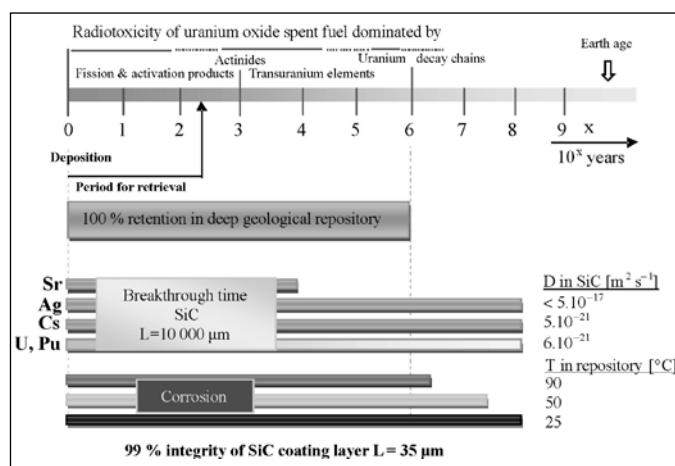 Radiotoxicity of uranium oxide spent fuel dominated by
Earth age
Actinides
Uranium decay chains
Fission & activation products
Transuranium elements
0 1 2 3 4 5 6 7 8 9 x
10^x years
Deposition
Period for retrieval
100 % retention in deep geological repository
Sr
Ag
Cs
U, Pu
Breakthrough time
SiC
L=10 000 µm
D in SiC [m² s⁻¹]
< 5.10⁻¹⁷
5.10⁻²¹
6.10⁻²¹
T in repository [°C]
90
50
25
Corrosion
99 % integrity of SiC coating layer L = 35 µm